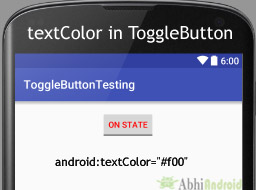 textColor in ToggleButton
6:00
ToggleButtonTesting
ON STATE
android:textColor="#f00"
AbhiAndroid